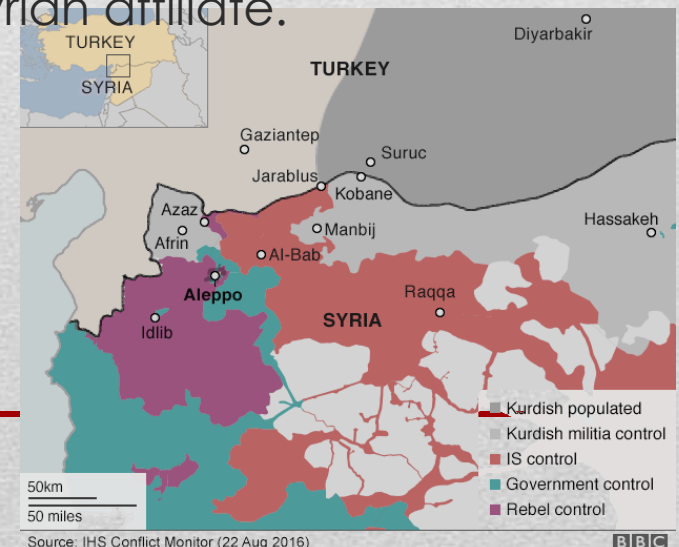 yrian affiliate.
TURKEY
SYRIA
Diyarbakir
TURKEY
Gaziantep
Suruc
Jarablus
Kobane
Azaz
Afrin
Manbij
Hassakeh
Al-Bab
Aleppo
Raqqa
Idlib
SYRIA
Kurdish populated
Kurdish militia control
IS control
Government control
Rebel control
50km
50 miles
Source: IHS Conflict Monitor (22 Aug 2016)
BBC